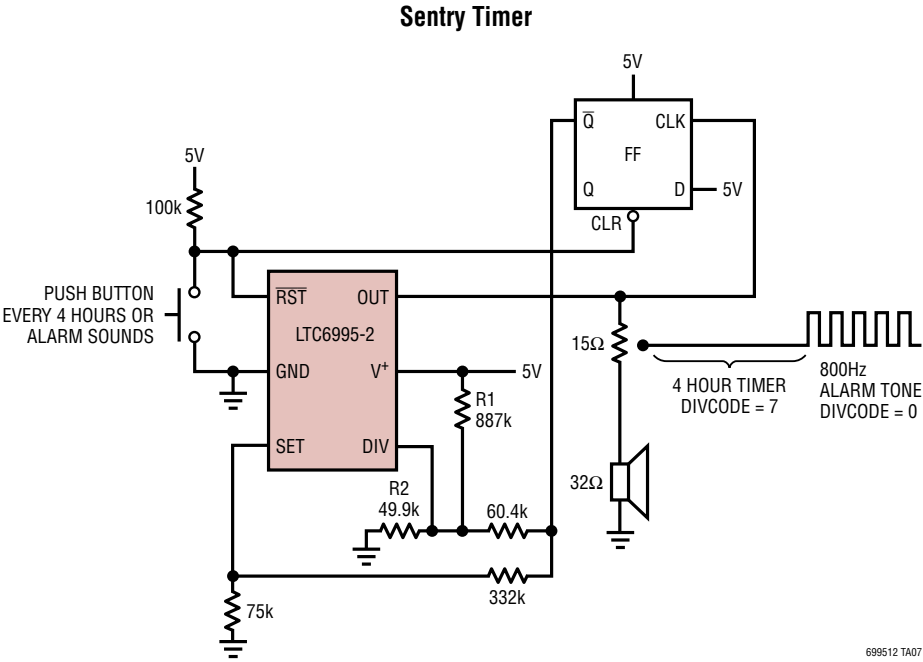 Sentry Timer
5V
Q̅
CLK
FF
Q
D
5V
CLR
5V
100k
PUSH BUTTON
EVERY 4 HOURS OR
ALARM SOUNDS
R̅S̅T̅
OUT
LTC6995-2
GND
V+
5V
SET
DIV
R1
887k
R2
49.9k
60.4k
332k
75k
15Ω
32Ω
4 HOUR TIMER
DIVCODE = 7
800Hz
ALARM TONE
DIVCODE = 0
699512 TA07